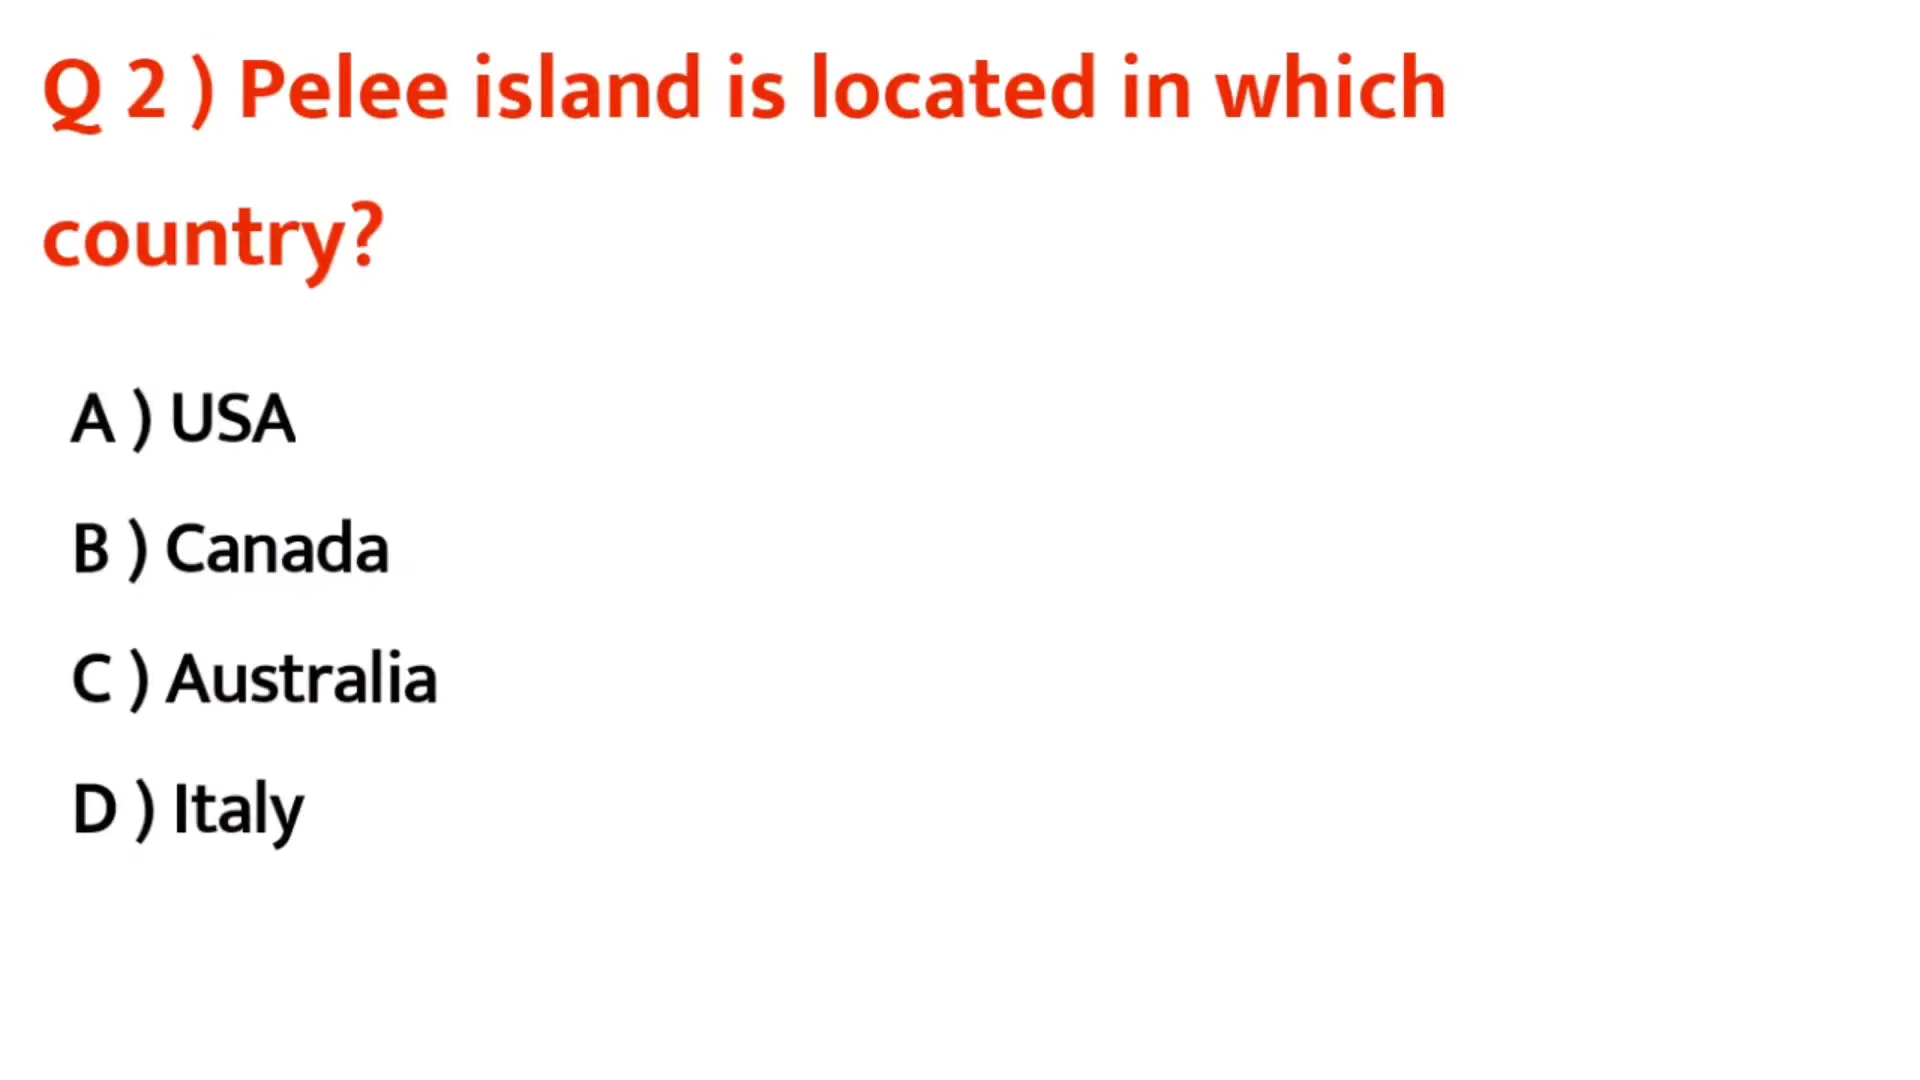 Q 2 ) Pelee island is located in which
country?
A ) USA
B ) Canada
C ) Australia
D ) Italy